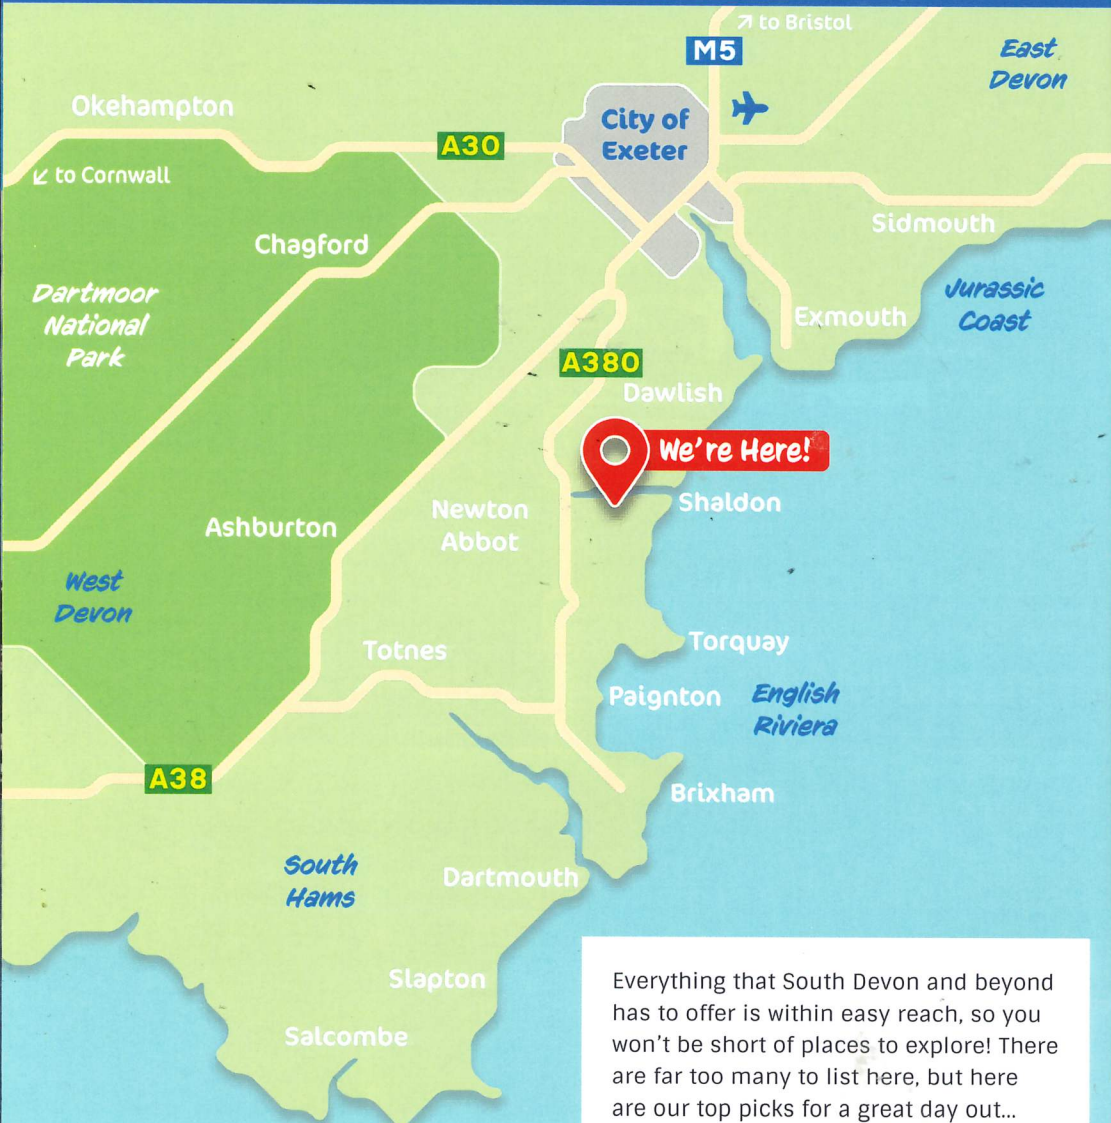 ↗ to Bristol
M5
East
Devon
Okehampton
City of
Exeter
A30
↙ to Cornwall
Sidmouth
Chagford
Dartmoor
National
Park
Jurassic
Coast
Exmouth
A380
Dawlish
We're Here!
Shaldon
Newton
Abbot
Ashburton
West
Devon
Totnes
Torquay
Paignton
English
Riviera
A38
Brixham
South
Hams
Dartmouth
Slapton
Salcombe
Everything that South Devon and beyond
has to offer is within easy reach, so you
won't be short of places to explore! There
are far too many to list here, but here
are our top picks for a great day out...